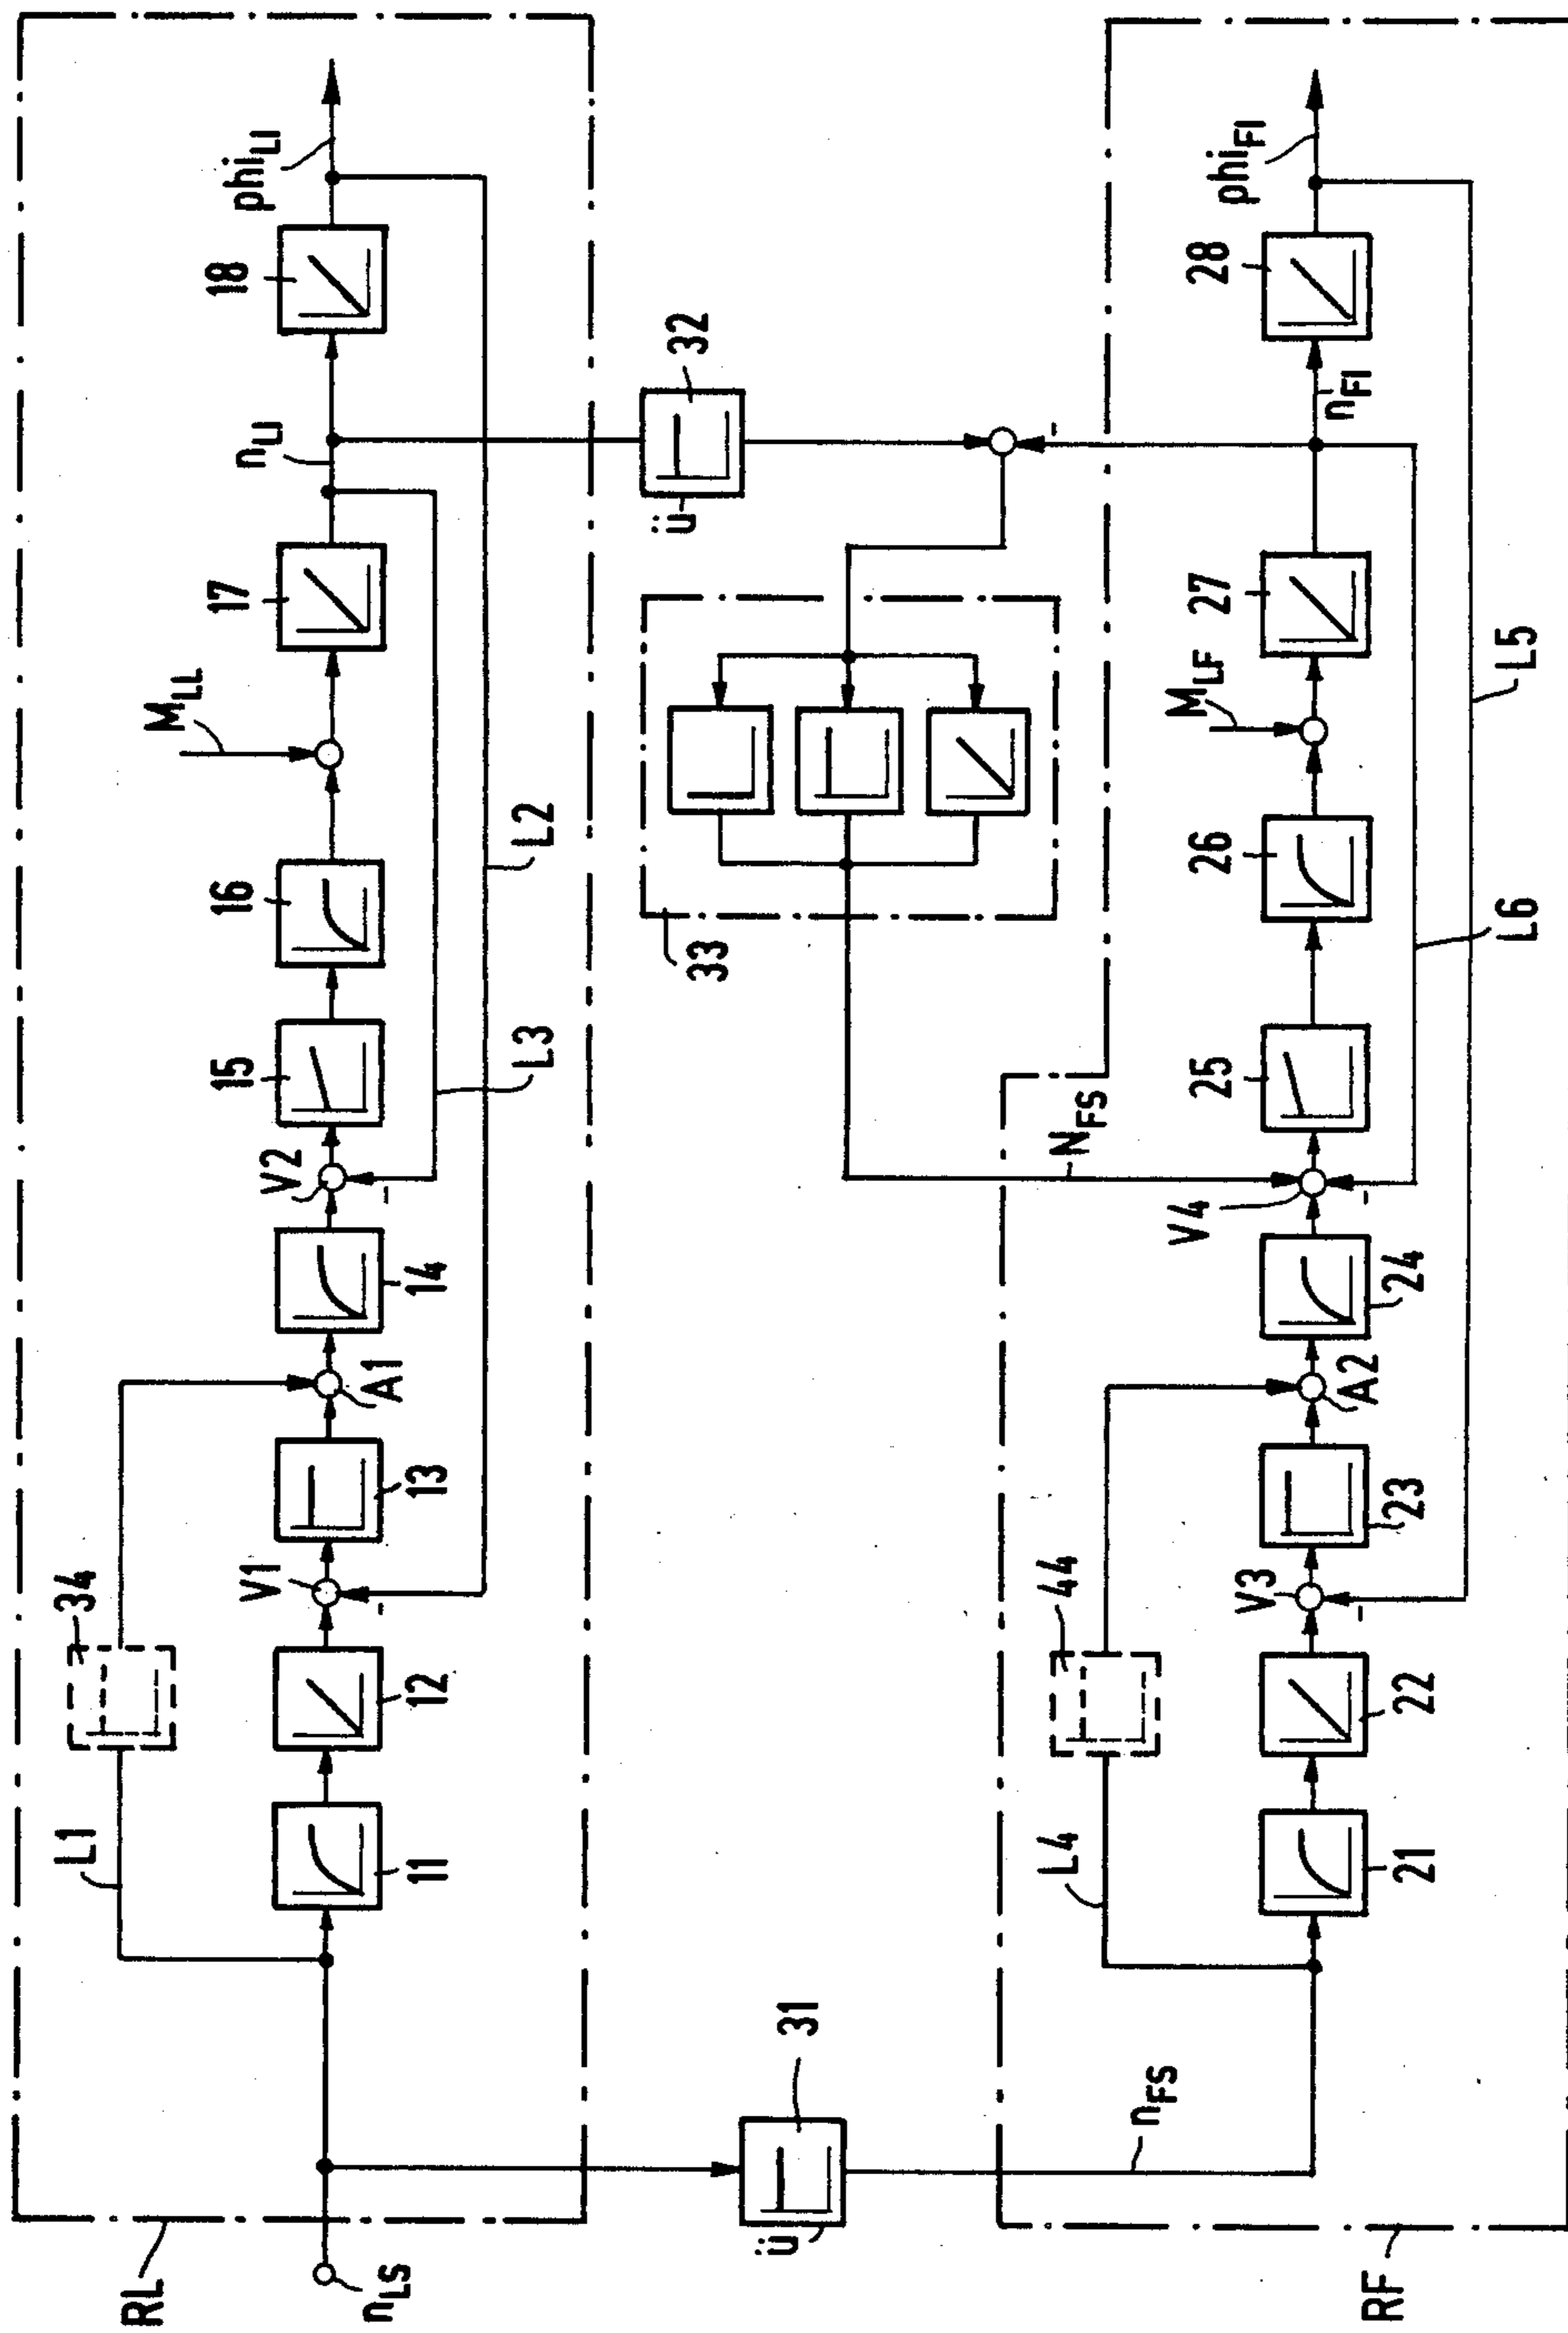 RL
n_LS
L1
34
11
12
V1
13
A1
14
V2
15
16
M_LL
17
n_LI
18
phi_LI
L3
L2
31
ü
32
ü
33
n_FS
N_FS
RF
L4
44
21
22
V3
23
A2
24
V4
25
26
M_LF
27
n_FI
28
phi_FI
L6
L5